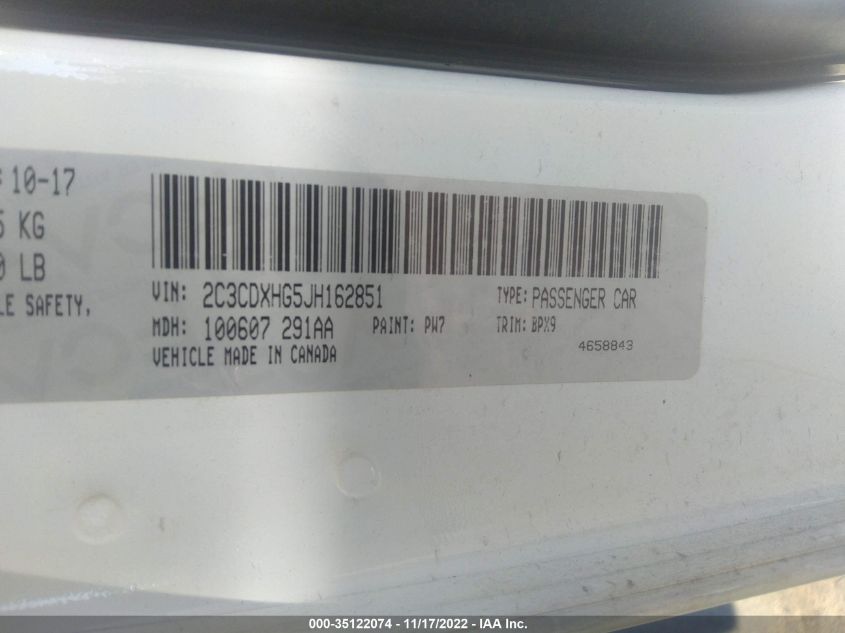 10-17
KG
LB
LE SAFETY,
VIN: 2C3CDXHG5JH162851 TYPE: PASSENGER CAR
MDH: 100607 291AA PAINT: PW7 TRIM: BPX9
VEHICLE MADE IN CANADA 4658843
000-35122074 - 11/17/2022 - IAA Inc.